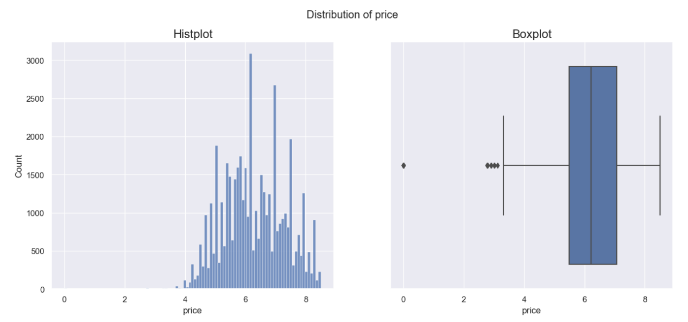 Distribution of price
Histplot
Boxplot
3000
2500
2000
1500
1000
500
0
Count
0 2 4 6 8
price
0 2 4 6 8
price